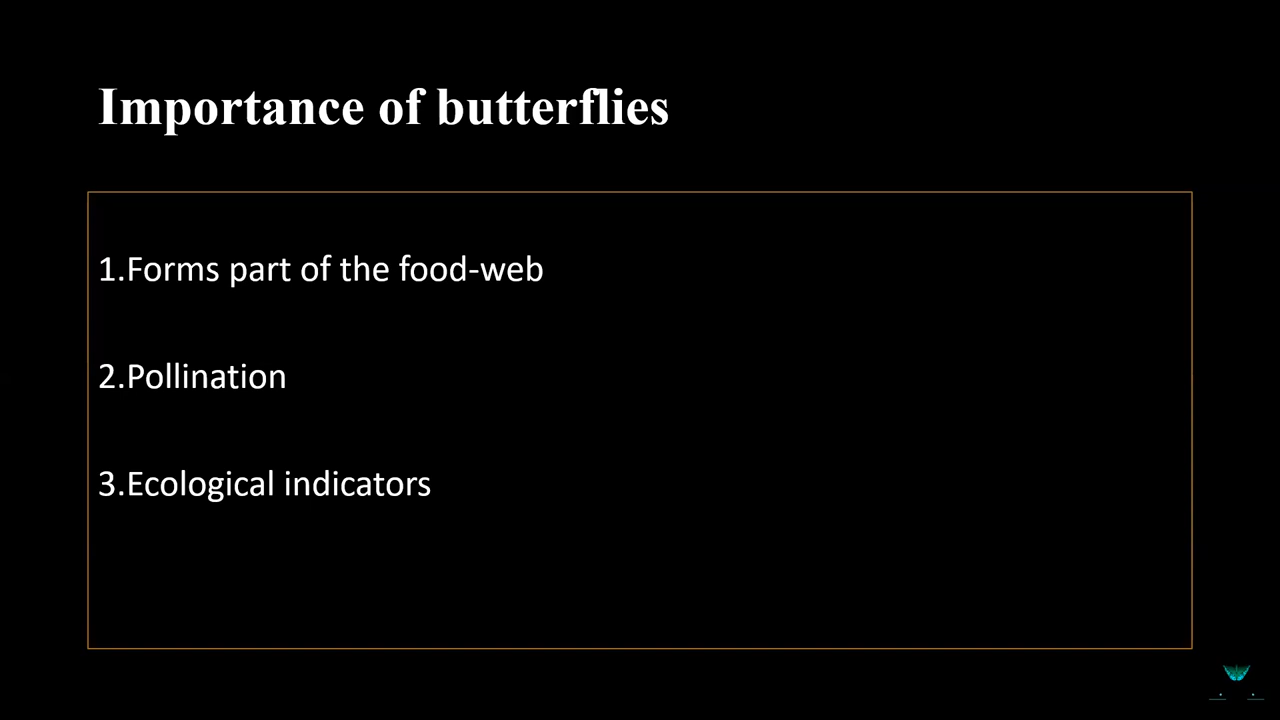 Importance of butterflies
1.Forms part of the food-web
2.Pollination
3.Ecological indicators